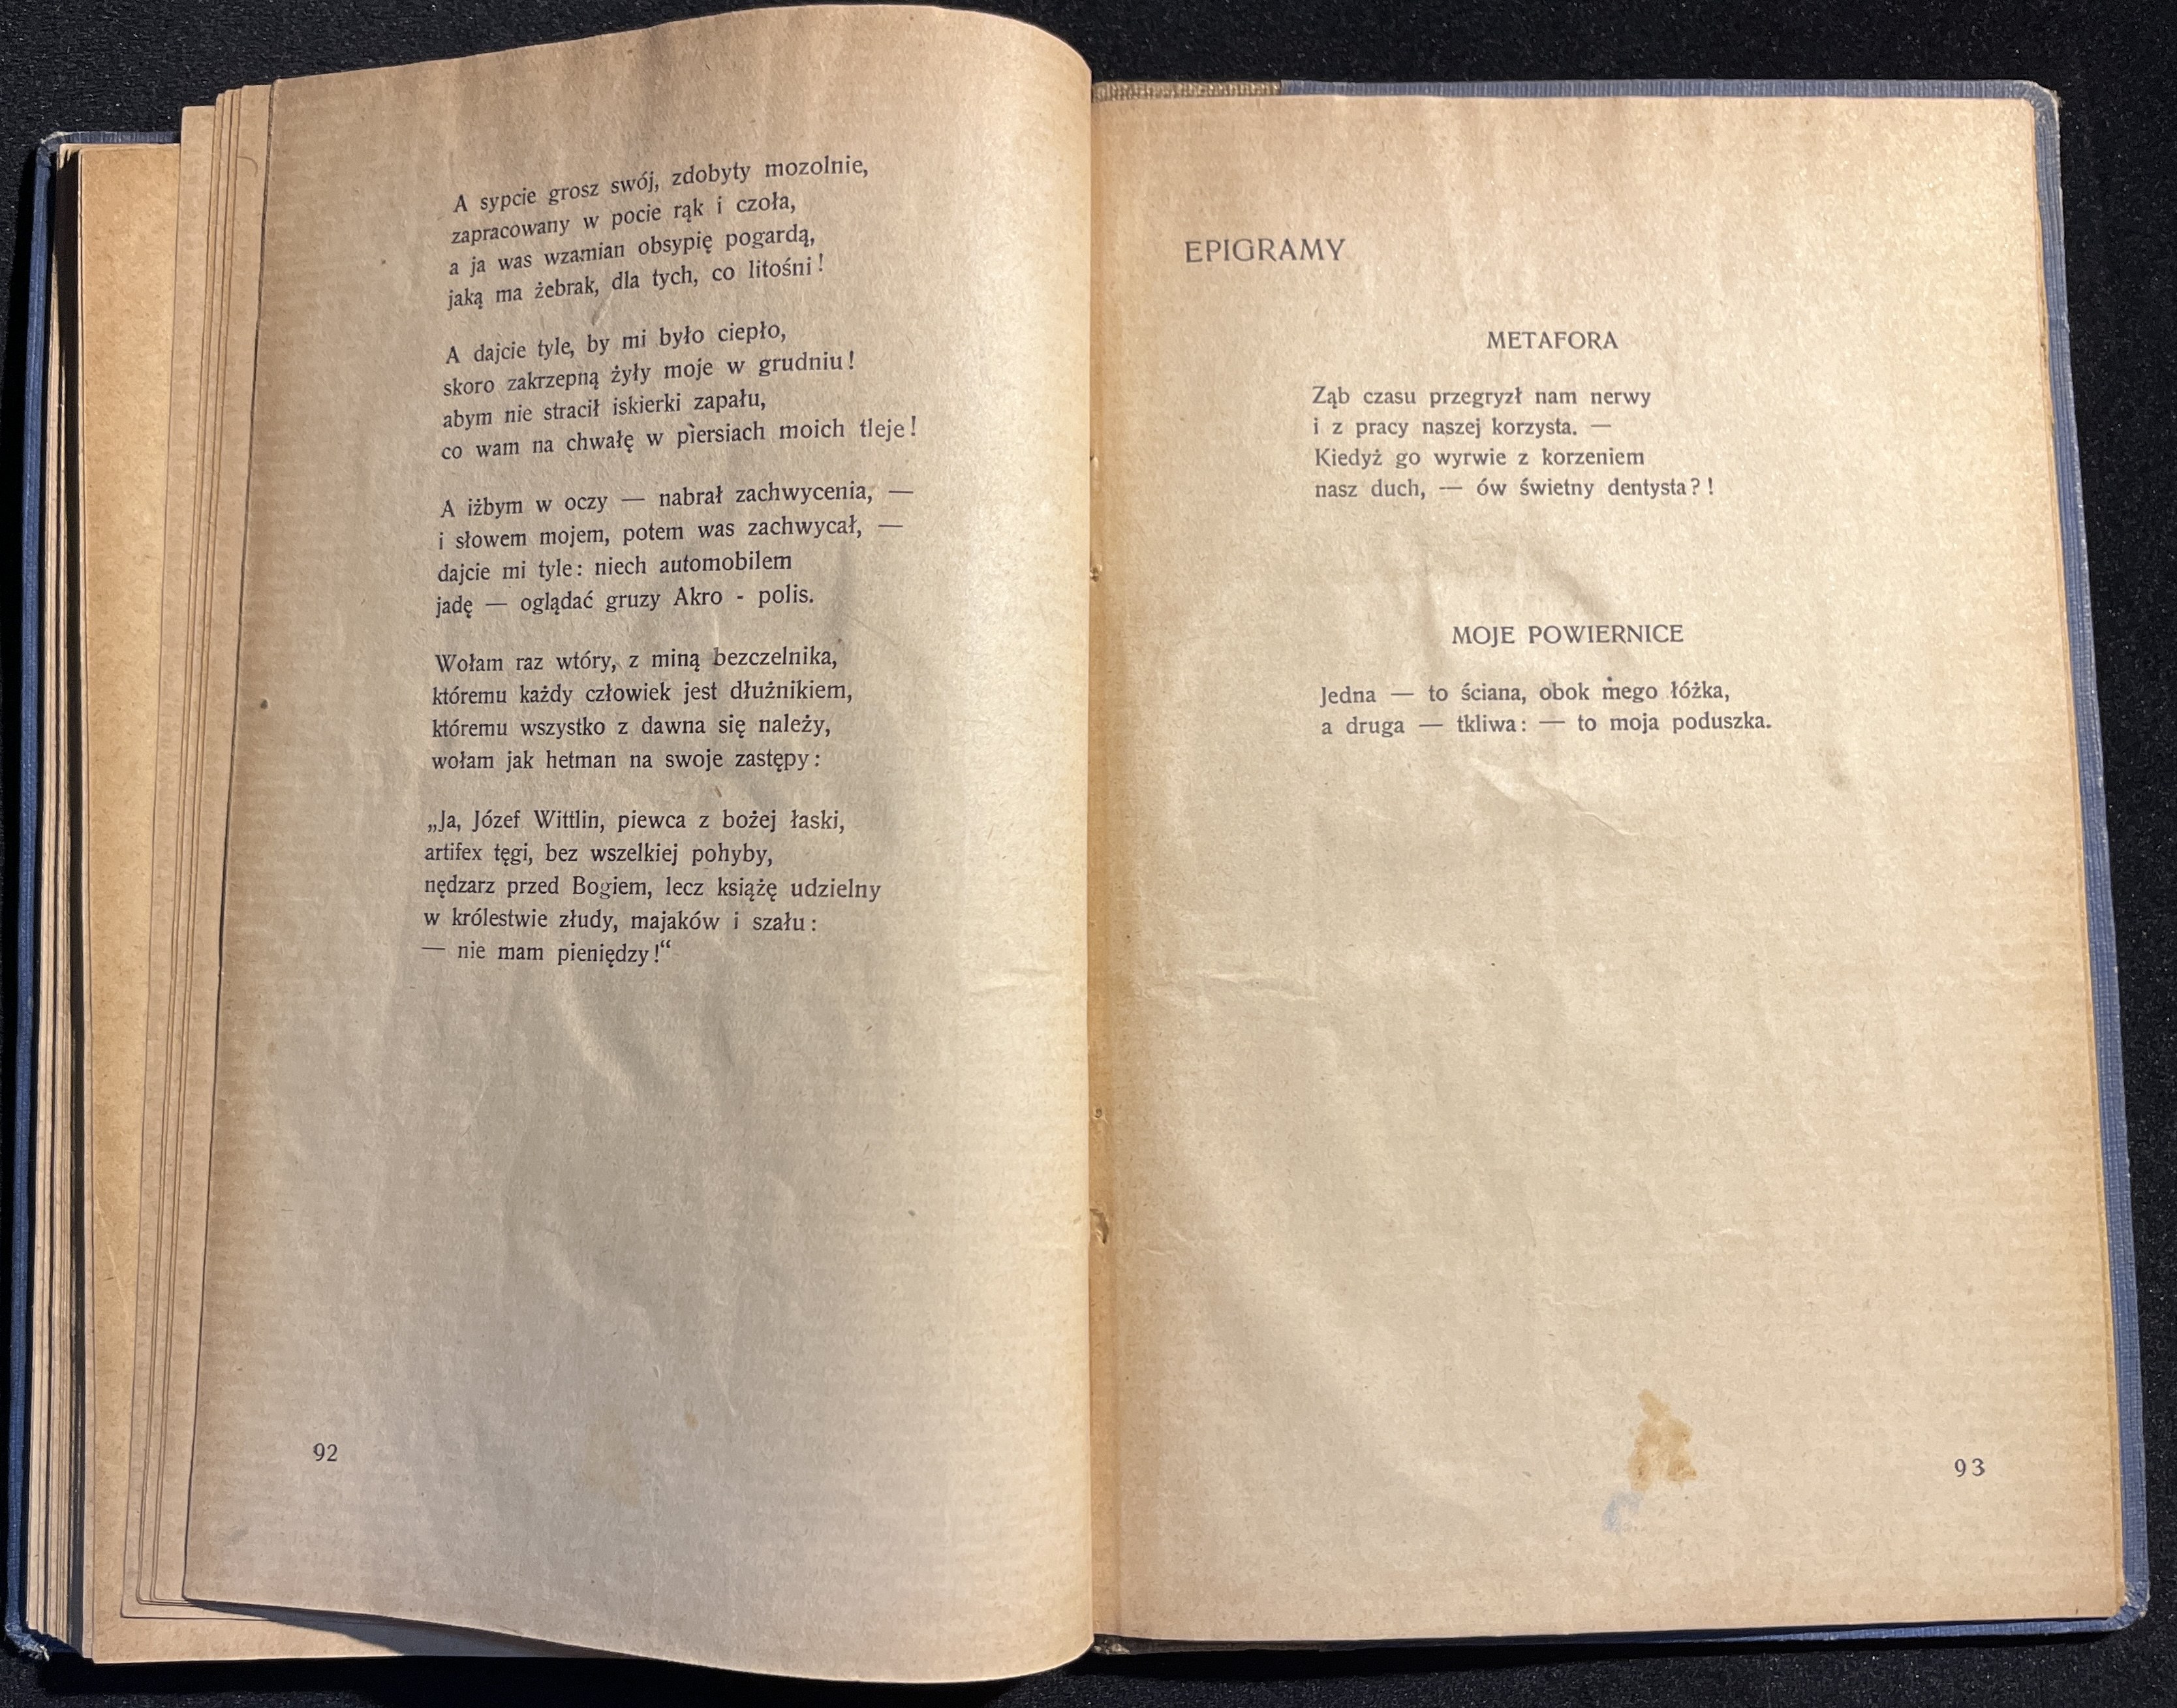 A sypcie grosz swój, zdobyty mozolnie,
zapracowany w pocie rąk i czoła,
a ja was wzamian obsypię pogardą,
jaką ma żebrak, dla tych, co litośni!
A dajcie tyle, by mi było ciepło,
skoro zakrzepną żyły moje w grudniu!
abym nie stracił iskierki zapału,
co wam na chwałę w piersiach moich tleje!
A iżbym w oczy — nabrał zachwycenia, —
i słowem mojem, potem was zachwycał, —
dajcie mi tyle: niech automobilem
jadę — oglądać gruzy Akro - polis.
Wołam raz wtóry, z miną bezczelnika,
któremu każdy człowiek jest dłużnikiem,
któremu wszystko z dawna się należy,
wołam jak hetman na swoje zastępy:
„Ja, Józef Wittlin, piewca z bożej łaski,
artifex tęgi, bez wszelkiej pohyby,
nędzarz przed Bogiem, lecz książę udzielny
w królestwie złudy, majaków i szału:
— nie mam pieniędzy!“
92
EPIGRAMY
METAFORA
Ząb czasu przegryzł nam nerwy
i z pracy naszej korzysta. —
Kiedyż go wyrwie z korzeniem
nasz duch, — ów świetny dentysta?!
MOJE POWIERNICE
Jedna — to ściana, obok mego łóżka,
a druga — tkliwa: — to moja poduszka.
93